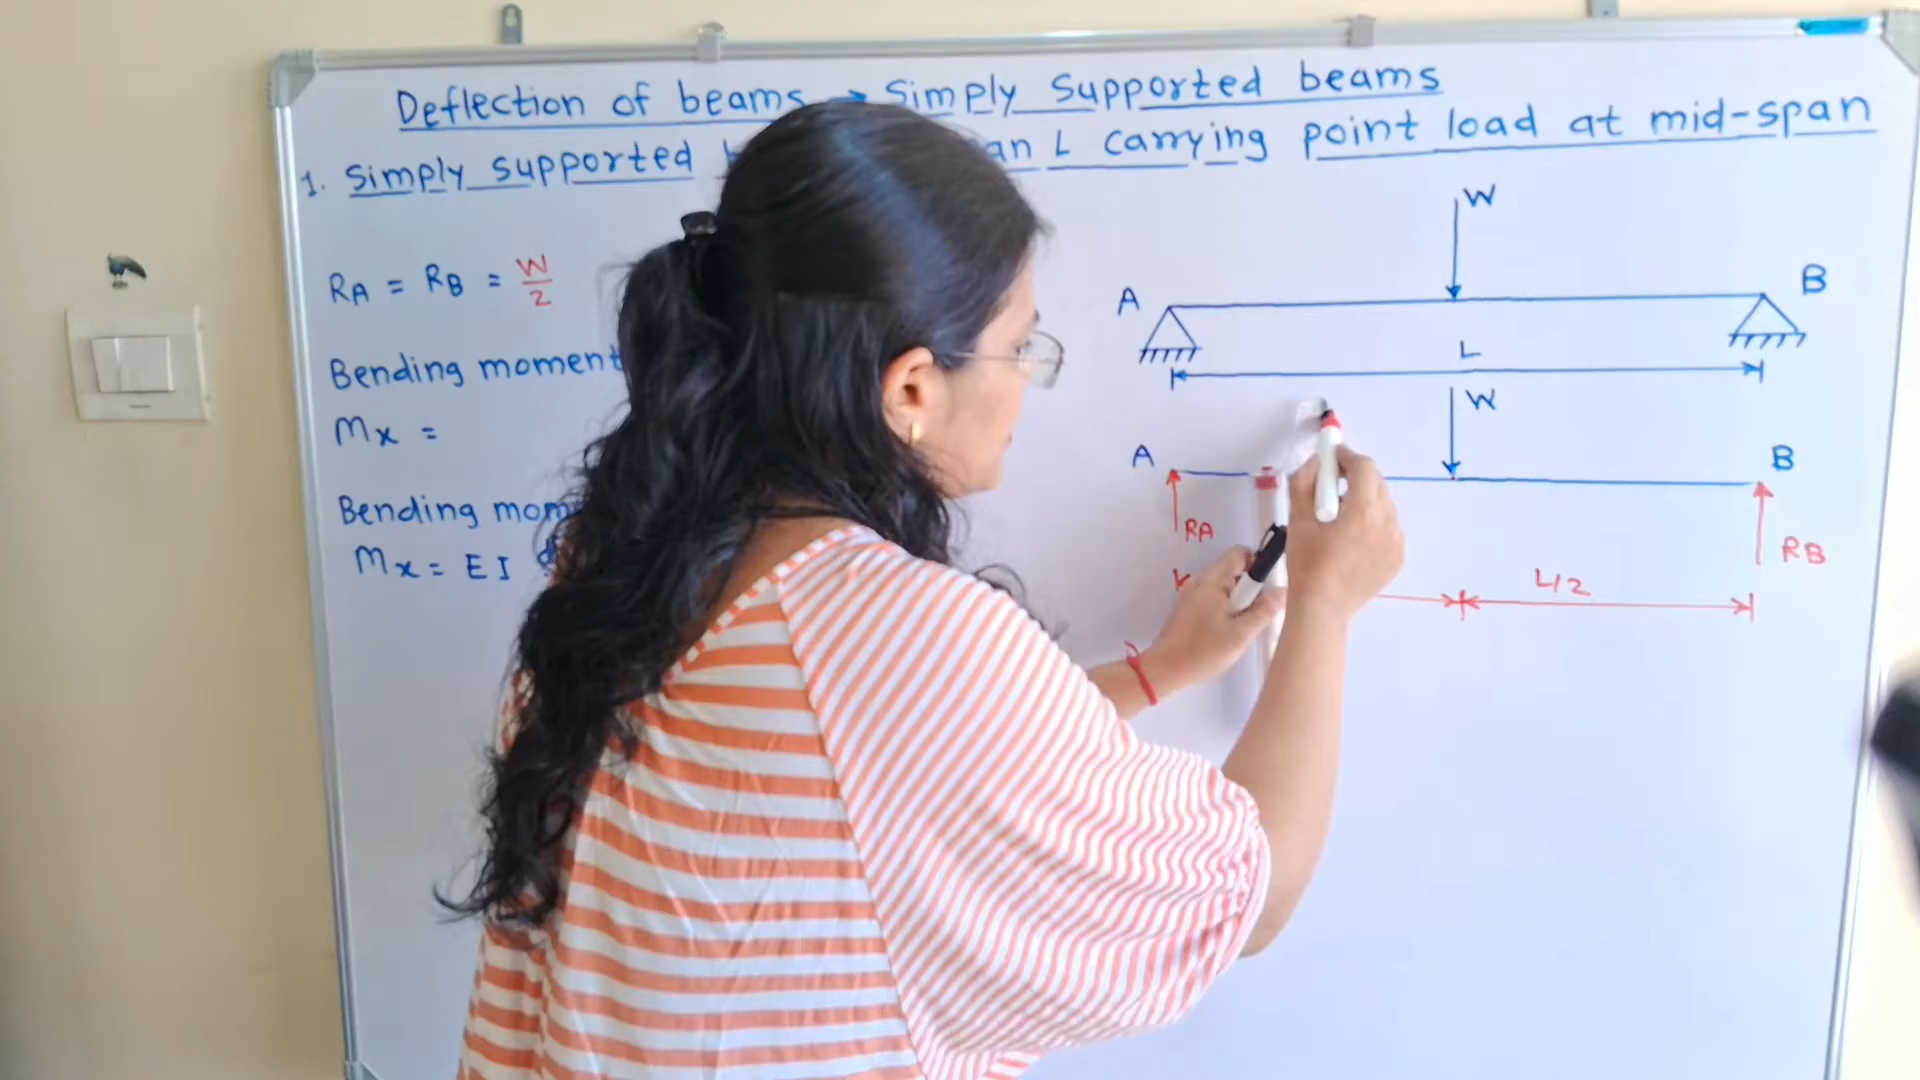 Deflection of beams → Simply Supported beams
1. Simply supported an L carrying point load at mid-span
W
RA = RB = W/2
A B
L
Bending moment
W
Mx =
A B
RA RB
Bending mom
L/2
Mx = EI